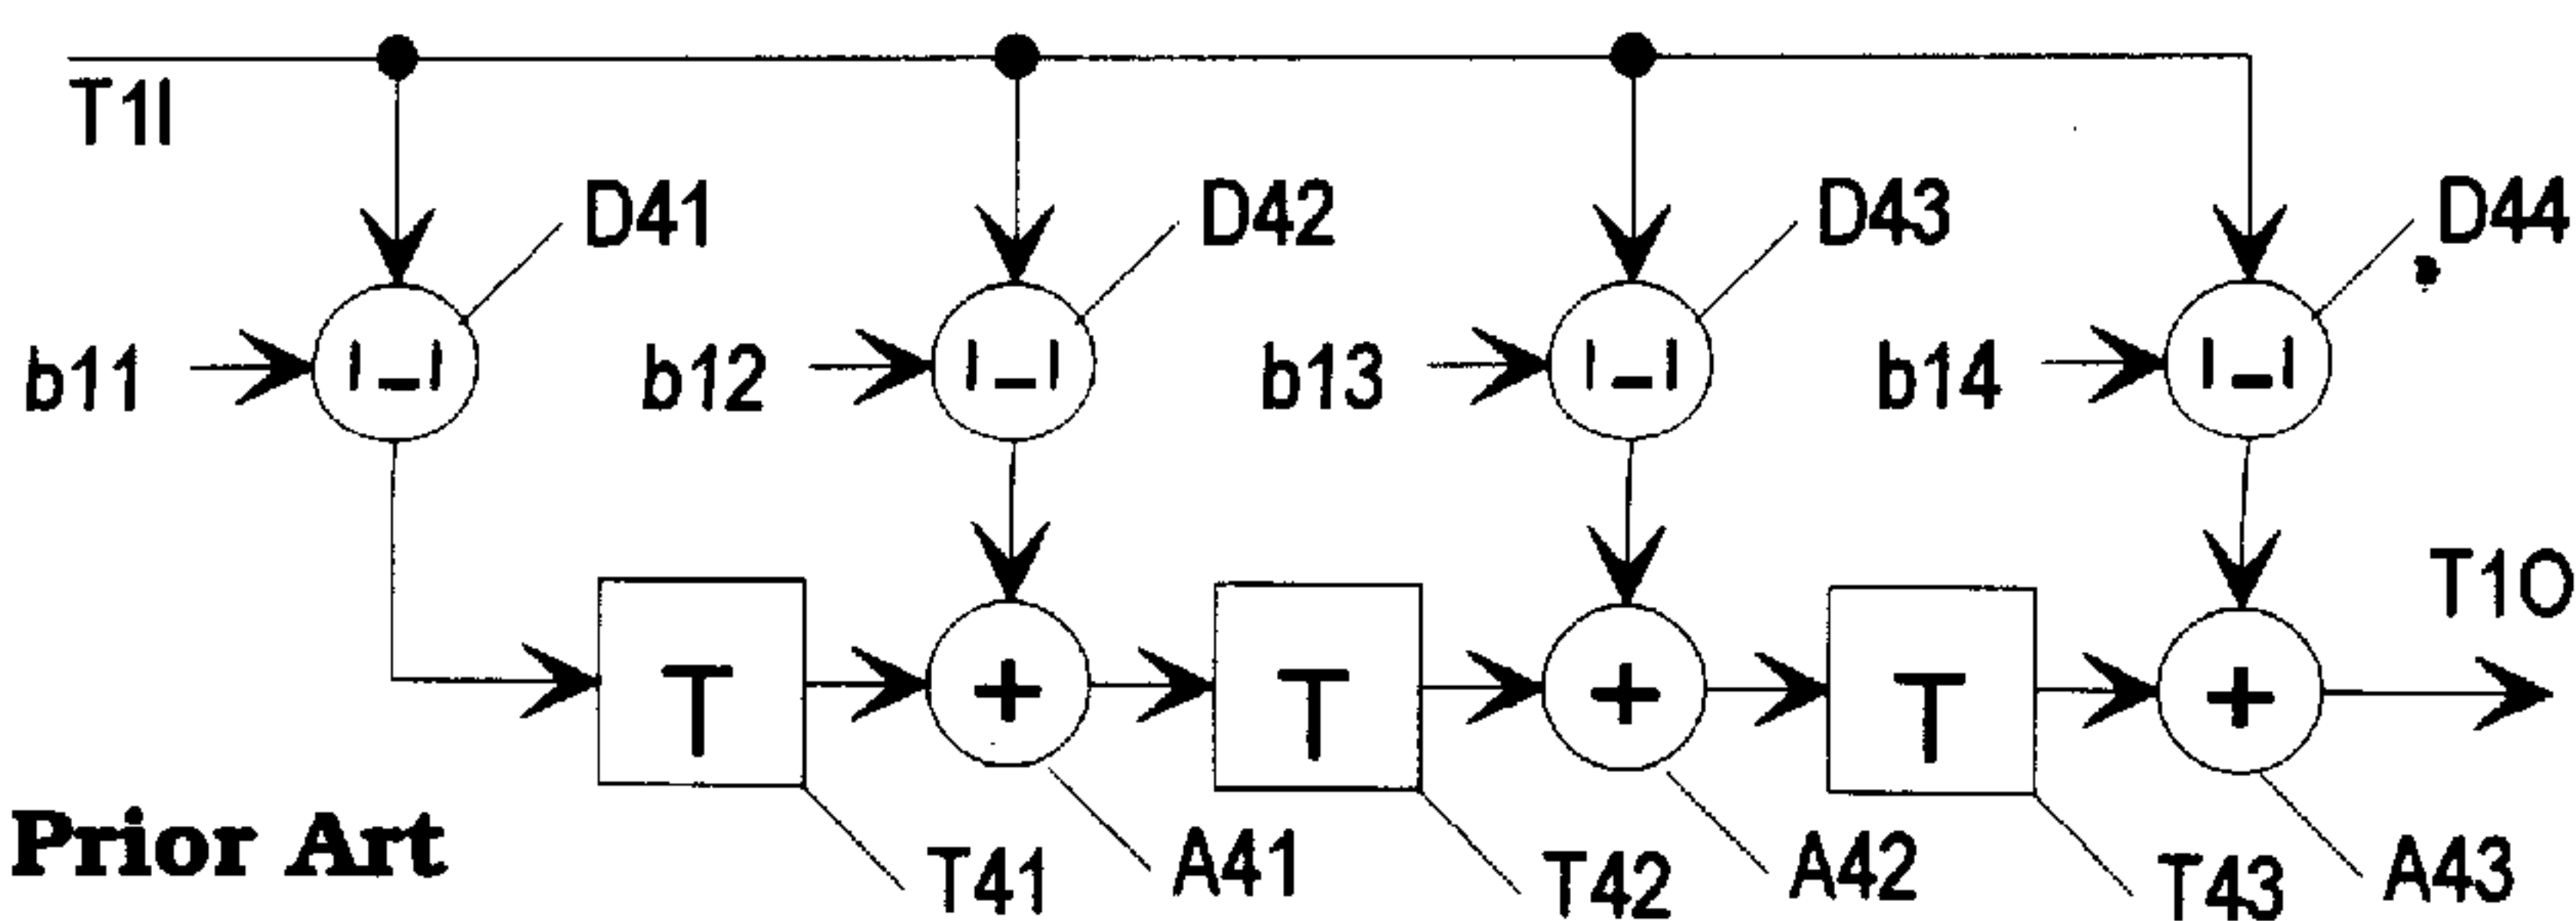 T1I
D41 D42 D43 D44
b11 |-| b12 |-| b13 |-| b14 |-|
T1O
T + T + T +
Prior Art
T41 A41 T42 A42 T43 A43